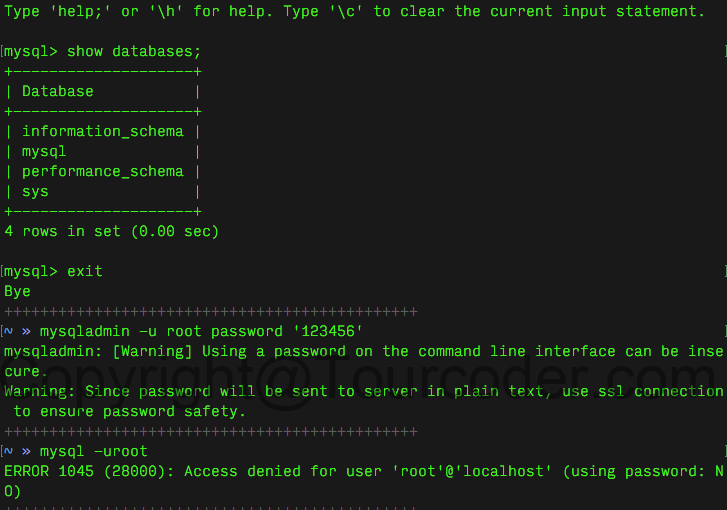 Type 'help;' or '\h' for help. Type '\c' to clear the current input statement.
[mysql> show databases; ]
+--------------------+
| Database           |
+--------------------+
| information_schema |
| mysql              |
| performance_schema |
| sys                |
+--------------------+
4 rows in set (0.00 sec)
[mysql> exit ]
Bye
++++++++++++++++++++++++++++++++++++++++++++++
[~ » mysqladmin -u root password '123456' ]
mysqladmin: [Warning] Using a password on the command line interface can be inse
cure.
Warning: Since password will be sent to server in plain text, use ssl connection
 to ensure password safety.
Copyright@Tourcoder.com
++++++++++++++++++++++++++++++++++++++++++++++
[~ » mysql -uroot ]
ERROR 1045 (28000): Access denied for user 'root'@'localhost' (using password: N
O)
++++++++++++++++++++++++++++++++++++++++++++++